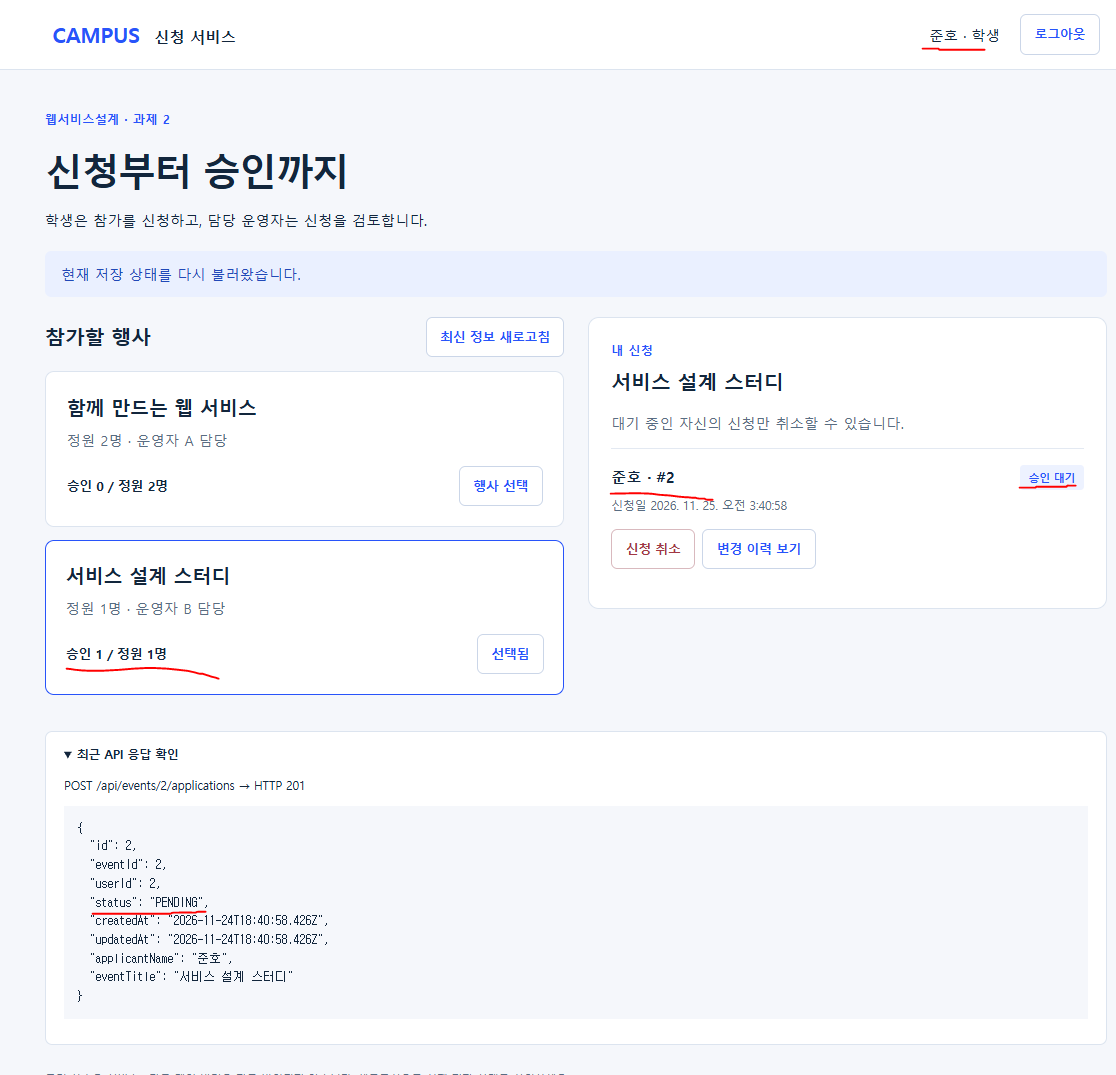 CAMPUS 신청 서비스
준호 · 학생
로그아웃
웹서비스설계 · 과제 2
신청부터 승인까지
학생은 참가를 신청하고, 담당 운영자는 신청을 검토합니다.
현재 저장 상태를 다시 불러왔습니다.
참가할 행사
최신 정보 새로고침
함께 만드는 웹 서비스
정원 2명 · 운영자 A 담당
승인 0 / 정원 2명
행사 선택
서비스 설계 스터디
정원 1명 · 운영자 B 담당
승인 1 / 정원 1명
선택됨
내 신청
서비스 설계 스터디
대기 중인 자신의 신청만 취소할 수 있습니다.
준호 · #2
승인 대기
신청일 2026. 11. 25. 오전 3:40:58
신청 취소
변경 이력 보기
▼ 최근 API 응답 확인
POST /api/events/2/applications → HTTP 201
{
"id": 2,
"eventId": 2,
"userId": 2,
"status": "PENDING",
"createdAt": "2026-11-24T18:40:58.426Z",
"updatedAt": "2026-11-24T18:40:58.426Z",
"applicantName": "준호",
"eventTitle": "서비스 설계 스터디"
}